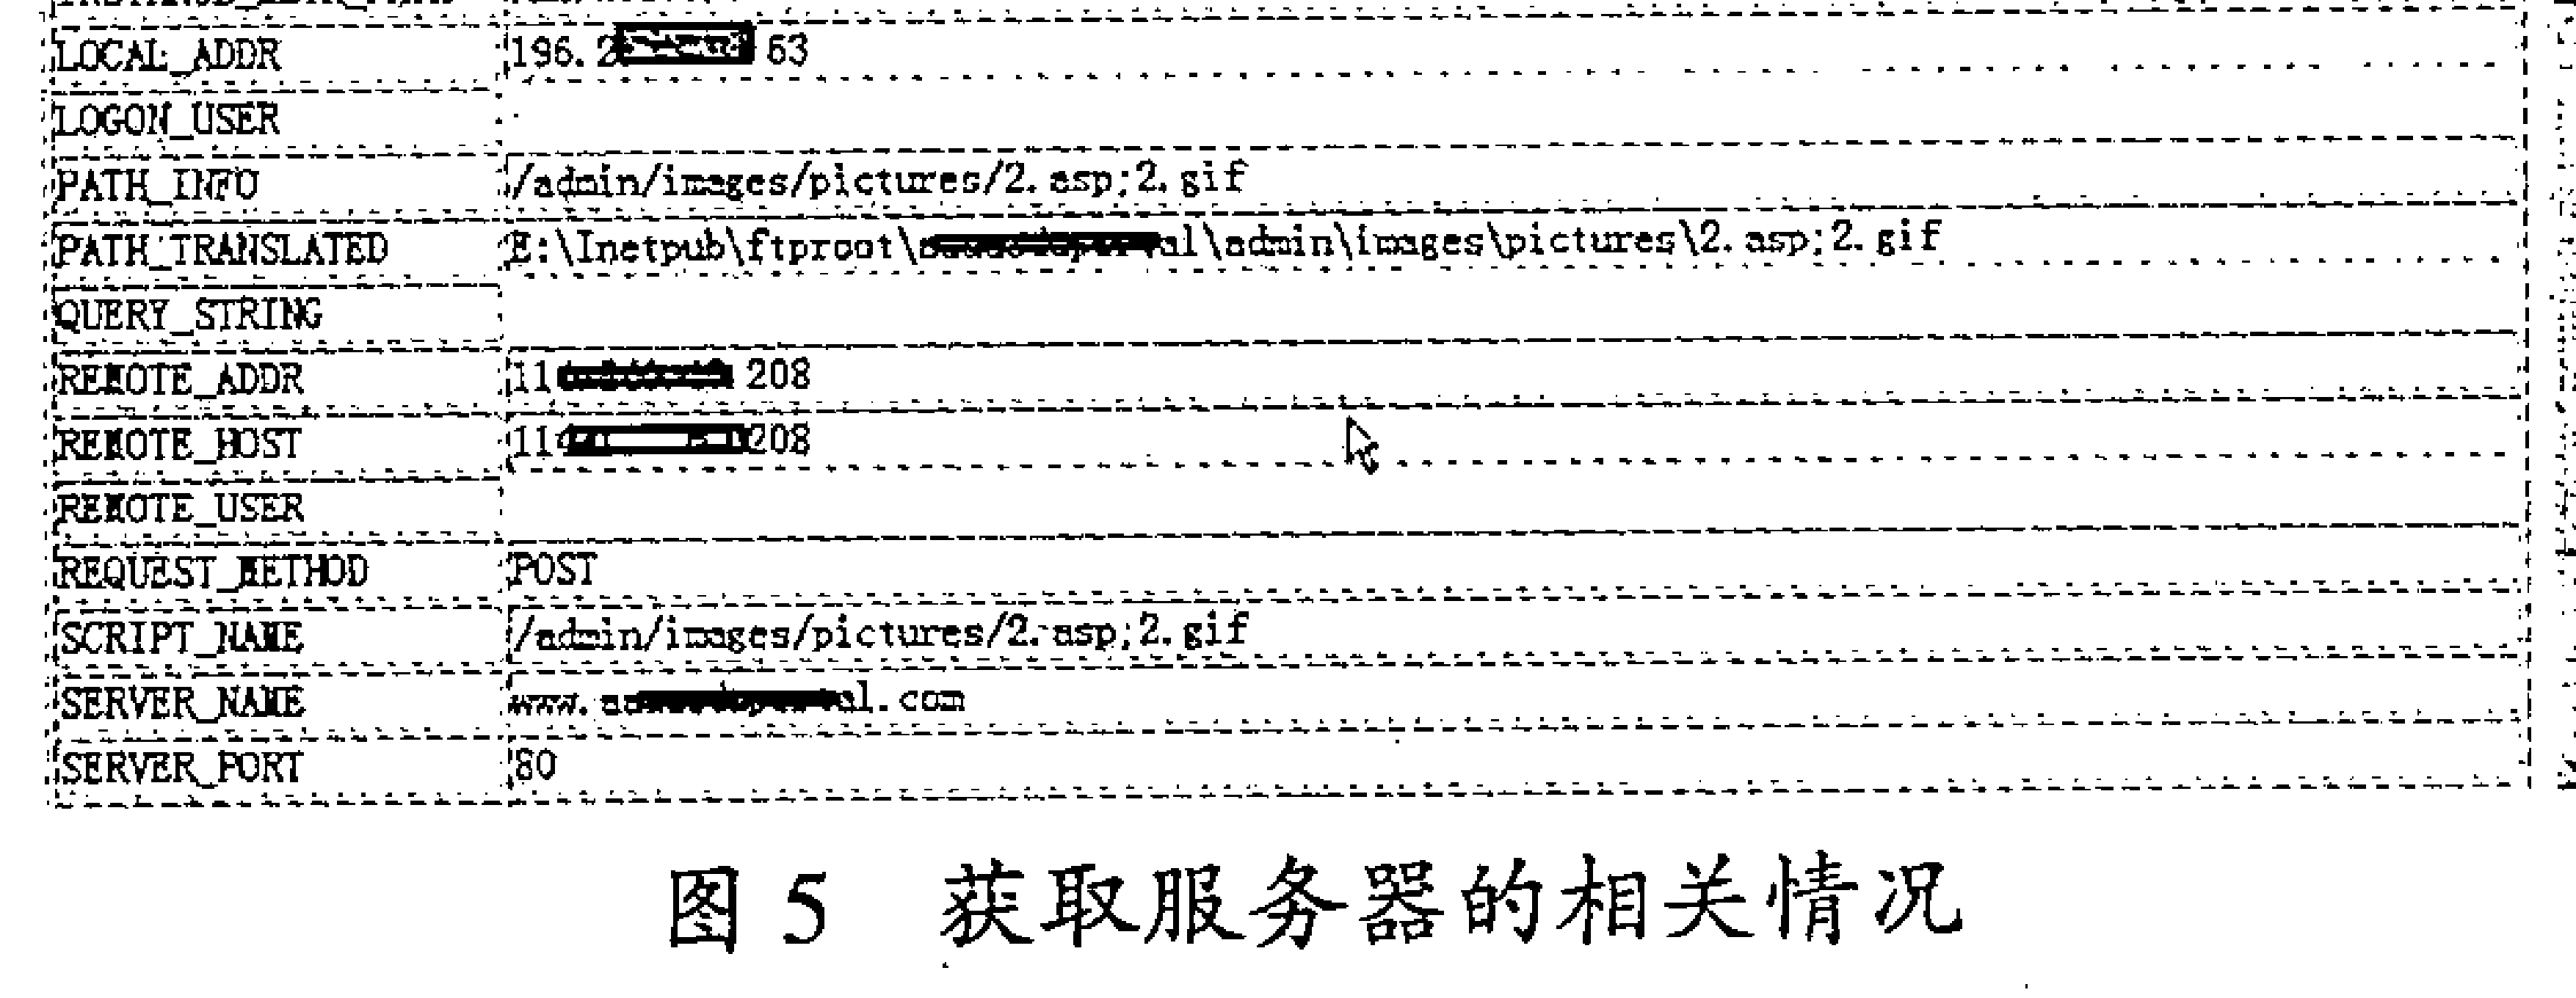 LOCAL_ADDR 196.2 63
LOGON_USER
PATH_INFO /admin/images/pictures/2.asp;2.gif
PATH_TRANSLATED E:\Inetpub\ftproot\ al\admin\images\pictures\2.asp;2.gif
QUERY_STRING
REMOTE_ADDR 11 208
REMOTE_HOST 11 208
REMOTE_USER
REQUEST_METHOD POST
SCRIPT_NAME /admin/images/pictures/2.asp;2.gif
SERVER_NAME www.a al.com
SERVER_PORT 80
图 5 获取服务器的相关情况